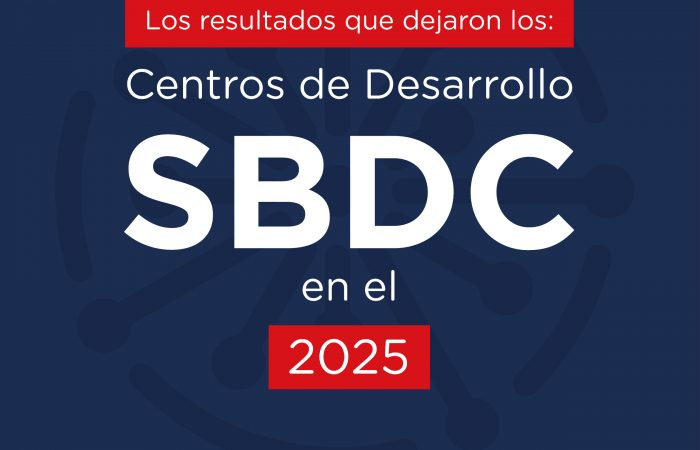 Los resultados que dejaron los:
Centros de Desarrollo
SBDC
en el
2025